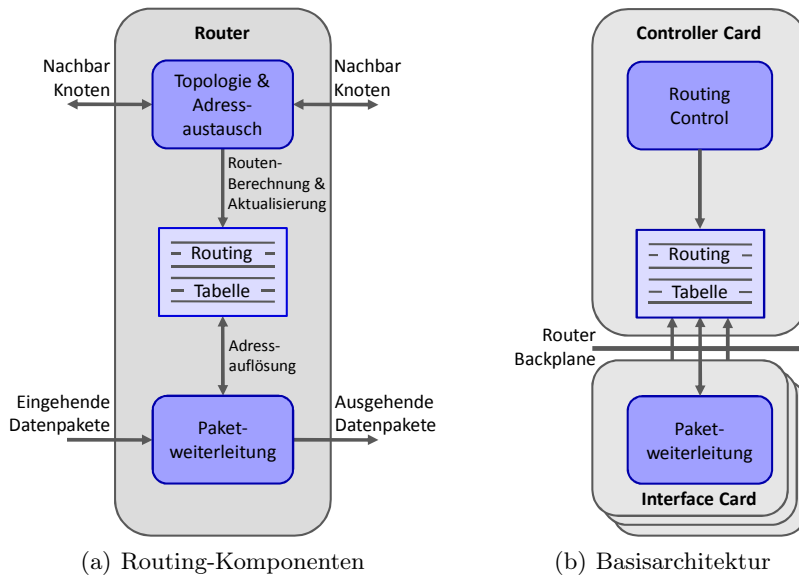 Router
Nachbar
Knoten
Topologie &
Adress-
austausch
Nachbar
Knoten
Routen-
Berechnung &
Aktualisierung
Routing
Tabelle
Adress-
auflösung
Eingehende
Datenpakete
Paket-
weiterleitung
Ausgehende
Datenpakete
(a) Routing-Komponenten
Controller Card
Routing
Control
Routing
Tabelle
Router
Backplane
Paket-
weiterleitung
Interface Card
(b) Basisarchitektur